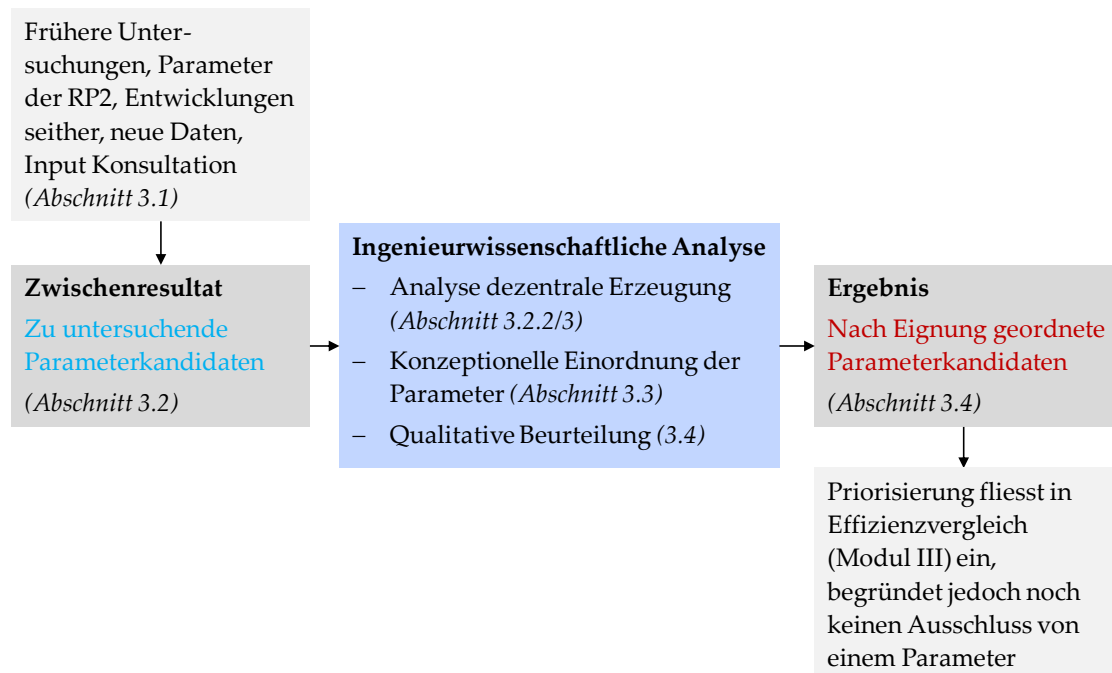 Frühere Unter-
suchungen, Parameter
der RP2, Entwicklungen
seither, neue Daten,
Input Konsultation
(Abschnitt 3.1)
Zwischenresultat
Zu untersuchende
Parameterkandidaten
(Abschnitt 3.2)
Ingenieurwissenschaftliche Analyse
– Analyse dezentrale Erzeugung
(Abschnitt 3.2.2/3)
– Konzeptionelle Einordnung der
Parameter (Abschnitt 3.3)
– Qualitative Beurteilung (3.4)
Ergebnis
Nach Eignung geordnete
Parameterkandidaten
(Abschnitt 3.4)
Priorisierung fliesst in
Effizienzvergleich
(Modul III) ein,
begründet jedoch noch
keinen Ausschluss von
einem Parameter